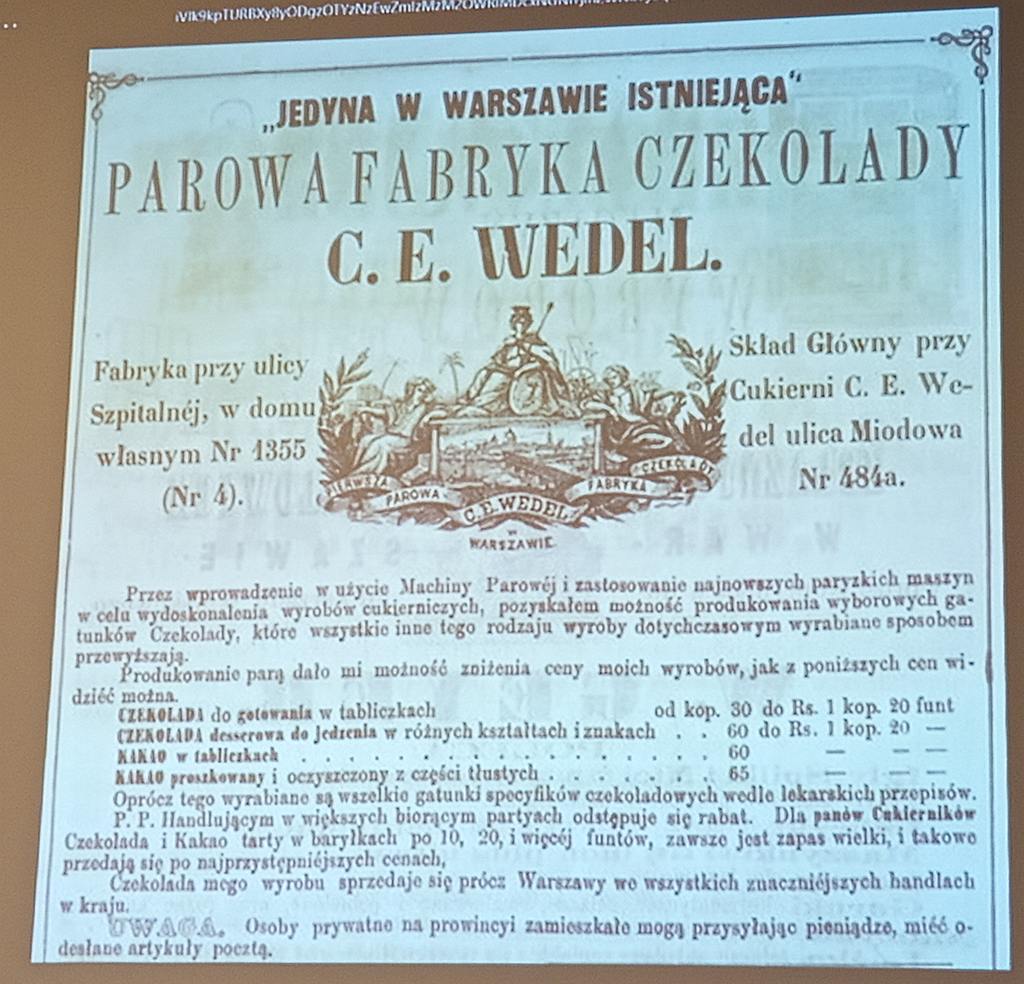 „JEDYNA W WARSZAWIE ISTNIEJĄCA“
PAROWA FABRYKA CZEKOLADY
C. E. WEDEL.
Fabryka przy ulicy
Szpitalnéj, w domu
własnym Nr 1355
(Nr 4).
PIERWSZA PAROWA FABRYKA CZEKOLADY
C. E. WEDEL
W
WARSZAWIE
Skład Główny przy
Cukierni C. E. We-
del ulica Miodowa
Nr 484a.
Przez wprowadzenie w użycie Machiny Parowéj i zastosowanie najnowszych paryzkich maszyn
w celu wydoskonalenia wyrobów cukierniczych, pozyskałem możność produkowania wyborowych ga-
tunków Czekolady, które wszystkie inne tego rodzaju wyroby dotychczasowym wyrabiane sposobem
przewyższają.
Produkowanie parą dało mi możność zniżenia ceny moich wyrobów, jak z poniższych cen wi-
dziéć można.
CZEKOLADA do gotowania w tabliczkach od kop. 30 do Rs. 1 kop. 20 funt
CZEKOLADA desserowa do jedzenia w różnych kształtach i znakach . . 60 do Rs. 1 kop. 20 —
KAKAO w tabliczkach . . . . . . . . . . . . . . . . 60 — — —
KAKAO proszkowany i oczyszczony z części tłustych . . . . . . . 65 — — —
Oprócz tego wyrabiane są wszelkie gatunki specyfików czekoladowych wedle lekarskich przepisów.
P. P. Handlującym w większych biorącym partyach odstępuje się rabat. Dla panów Cukierników
Czekolada i Kakao tarty w baryłkach po 10, 20, i więcéj funtów, zawsze jest zapas wielki, i takowe
przedają się po najprzystępniéjszych cenach,
Czekolada mego wyrobu sprzedaje się prócz Warszawy we wszystkich znaczniéjszych handlach
w kraju.
UWAGA. Osoby prywatne na prowincyi zamieszkałe mogą przysyłając pieniądze, miéć o-
desłane artykuły pocztą.